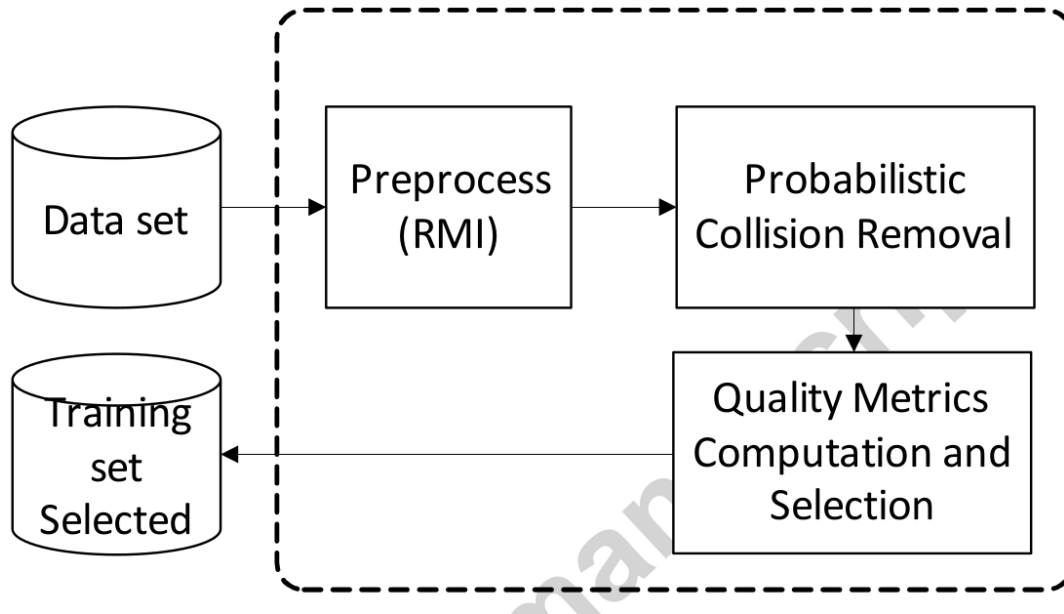 Data set
Preprocess
(RMI)
Probabilistic
Collision Removal
Quality Metrics
Computation and
Selection
Training
set
Selected